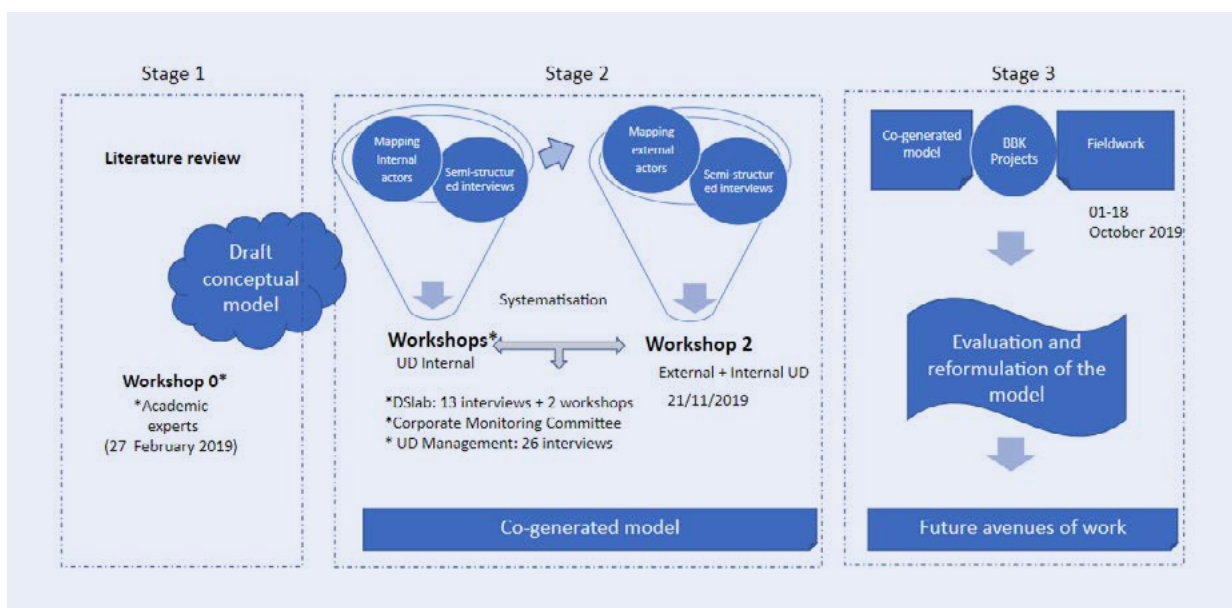 Stage 1
Literature review
Draft
conceptual
model
Workshop 0*
*Academic
experts
(27 February 2019)
Stage 2
Mapping
Internal
actors
Semi-structur
ed interviews
Mapping
external
actors
Semi-structur
ed interviews
Systematisation
Workshops*
UD Internal
Workshop 2
External + Internal UD
21/11/2019
*DSlab: 13 interviews + 2 workshops
*Corporate Monitoring Committee
* UD Management: 26 interviews
Co-generated model
Stage 3
Co-generated
model
BBK
Projects
Fieldwork
01-18
October 2019
Evaluation and
reformulation of the
model
Future avenues of work